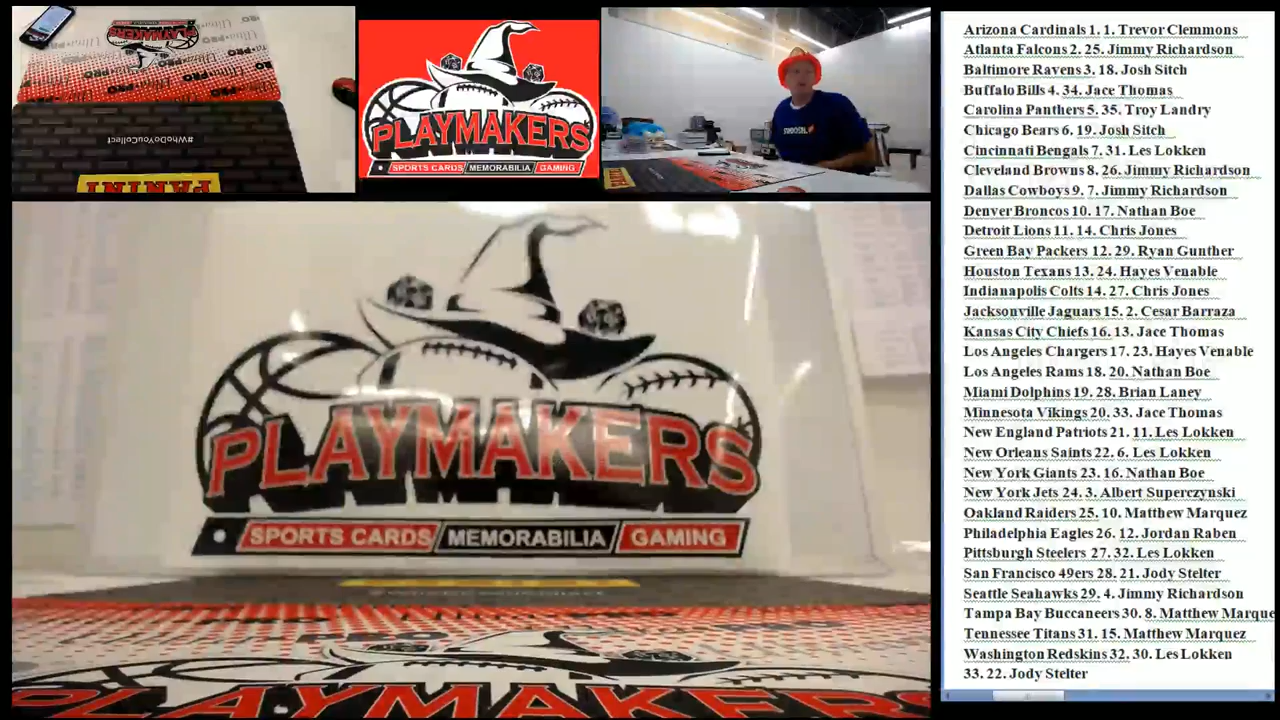 PLAYMAKERS
#WhoDoYouCollect
PANINI
PLAYMAKERS
SPORTS CARDS MEMORABILIA GAMING
PLAYMAKERS
SPORTS CARDS MEMORABILIA GAMING
PLAYMAKERS
Arizona Cardinals 1. 1. Trevor Clemmons
Atlanta Falcons 2. 25. Jimmy Richardson
Baltimore Ravens 3. 18. Josh Sitch
Buffalo Bills 4. 34. Jace Thomas
Carolina Panthers 5. 35. Troy Landry
Chicago Bears 6. 19. Josh Sitch
Cincinnati Bengals 7. 31. Les Lokken
Cleveland Browns 8. 26. Jimmy Richardson
Dallas Cowboys 9. 7. Jimmy Richardson
Denver Broncos 10. 17. Nathan Boe
Detroit Lions 11. 14. Chris Jones
Green Bay Packers 12. 29. Ryan Gunther
Houston Texans 13. 24. Hayes Venable
Indianapolis Colts 14. 27. Chris Jones
Jacksonville Jaguars 15. 2. Cesar Barraza
Kansas City Chiefs 16. 13. Jace Thomas
Los Angeles Chargers 17. 23. Hayes Venable
Los Angeles Rams 18. 20. Nathan Boe
Miami Dolphins 19. 28. Brian Laney
Minnesota Vikings 20. 33. Jace Thomas
New England Patriots 21. 11. Les Lokken
New Orleans Saints 22. 6. Les Lokken
New York Giants 23. 16. Nathan Boe
New York Jets 24. 3. Albert Superczynski
Oakland Raiders 25. 10. Matthew Marquez
Philadelphia Eagles 26. 12. Jordan Raben
Pittsburgh Steelers 27. 32. Les Lokken
San Francisco 49ers 28. 21. Jody Stelter
Seattle Seahawks 29. 4. Jimmy Richardson
Tampa Bay Buccaneers 30. 8. Matthew Marque
Tennessee Titans 31. 15. Matthew Marquez
Washington Redskins 32. 30. Les Lokken
33. 22. Jody Stelter